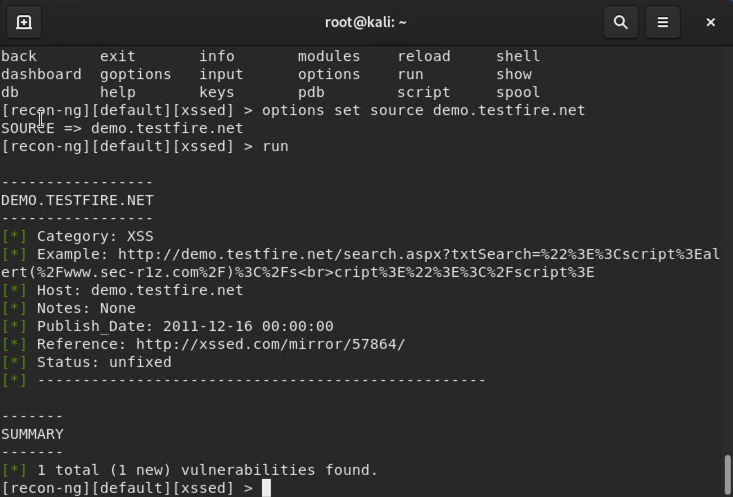 root@kali: ~
back exit info modules reload shell
dashboard goptions input options run show
db help keys pdb script spool
[recon-ng][default][xssed] > options set source demo.testfire.net
SOURCE => demo.testfire.net
[recon-ng][default][xssed] > run
-----------------
DEMO.TESTFIRE.NET
-----------------
[*] Category: XSS
[*] Example: http://demo.testfire.net/search.aspx?txtSearch=%22%3E%3Cscript%3Eal
ert(%2Fwww.sec-r1z.com%2F)%3C%2Fs<br>cript%3E%22%3E%3C%2Fscript%3E
[*] Host: demo.testfire.net
[*] Notes: None
[*] Publish_Date: 2011-12-16 00:00:00
[*] Reference: http://xssed.com/mirror/57864/
[*] Status: unfixed
[*] --------------------------------------------------
-------
SUMMARY
-------
[*] 1 total (1 new) vulnerabilities found.
[recon-ng][default][xssed] >